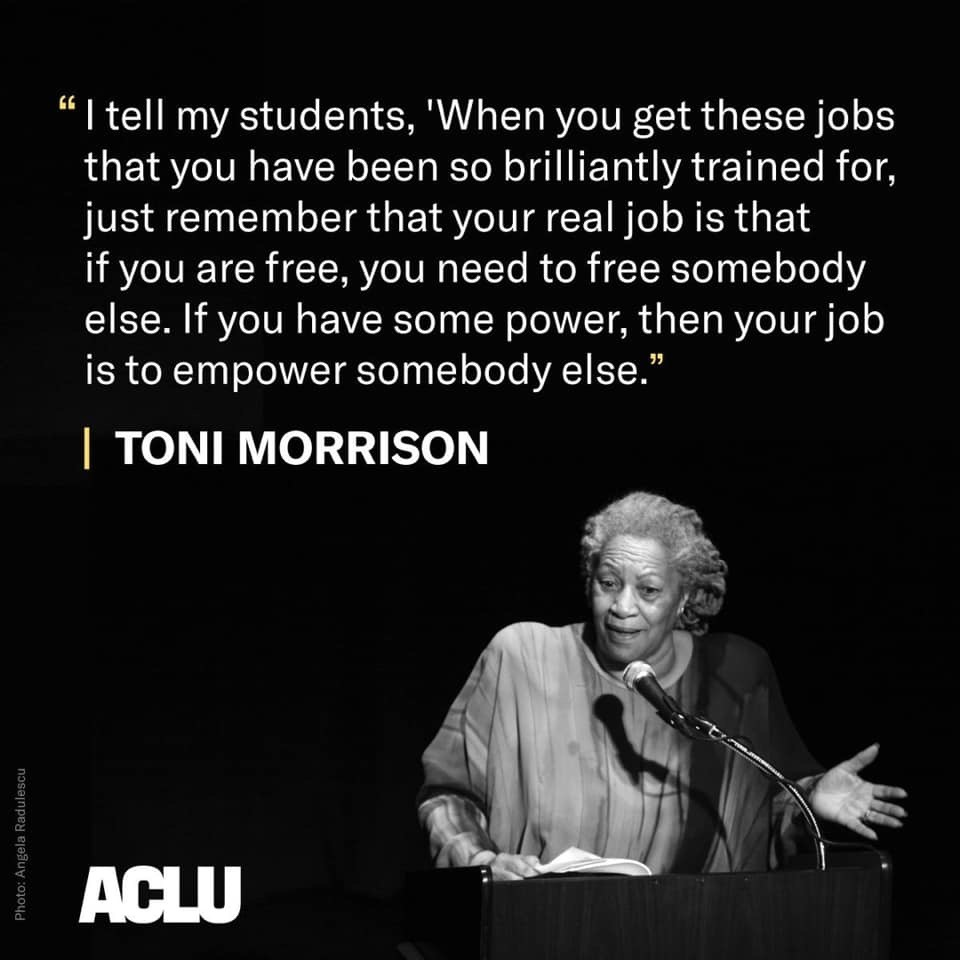 “I tell my students, 'When you get these jobs
that you have been so brilliantly trained for,
just remember that your real job is that
if you are free, you need to free somebody
else. If you have some power, then your job
is to empower somebody else.”
| TONI MORRISON
Photo: Angela Radulescu
ACLU